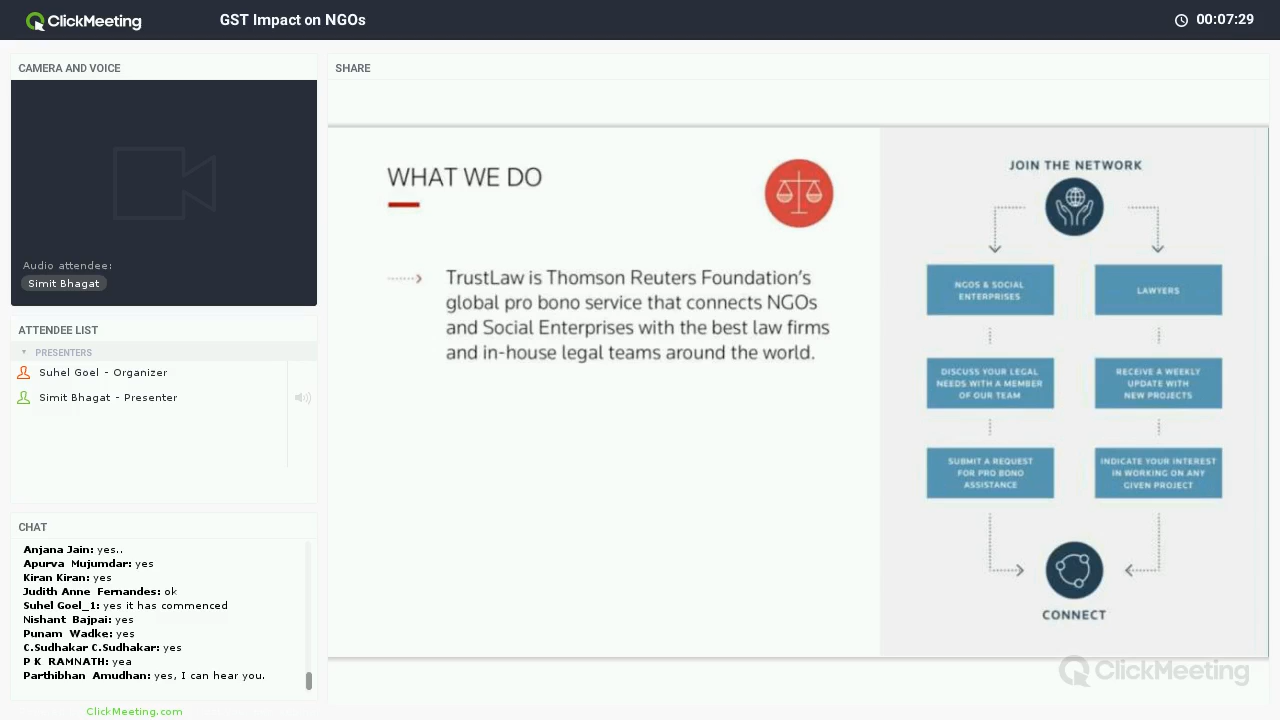 ClickMeeting
GST Impact on NGOs
00:07:29
CAMERA AND VOICE
Audio attendee:
Simit Bhagat
ATTENDEE LIST
PRESENTERS
Suhel Goel - Organizer
Simit Bhagat - Presenter
CHAT
Anjana Jain: yes..
Apurva Mujumdar: yes
Kiran Kiran: yes
Judith Anne Fernandes: ok
Suhel Goel_1: yes it has commenced
Nishant Bajpai: yes
Punam Wadke: yes
C.Sudhakar C.Sudhakar: yes
P K RAMNATH: yea
Parthibhan Amudhan: yes, I can hear you.
ClickMeeting.com
SHARE
WHAT WE DO
TrustLaw is Thomson Reuters Foundation's
global pro bono service that connects NGOs
and Social Enterprises with the best law firms
and in-house legal teams around the world.
JOIN THE NETWORK
NGOS & SOCIAL
ENTERPRISES
DISCUSS YOUR LEGAL
NEEDS WITH A MEMBER
OF OUR TEAM
SUBMIT A REQUEST
FOR PRO BONO
ASSISTANCE
LAWYERS
RECEIVE A WEEKLY
UPDATE WITH
NEW PROJECTS
INDICATE YOUR INTEREST
IN WORKING ON ANY
GIVEN PROJECT
CONNECT
ClickMeeting